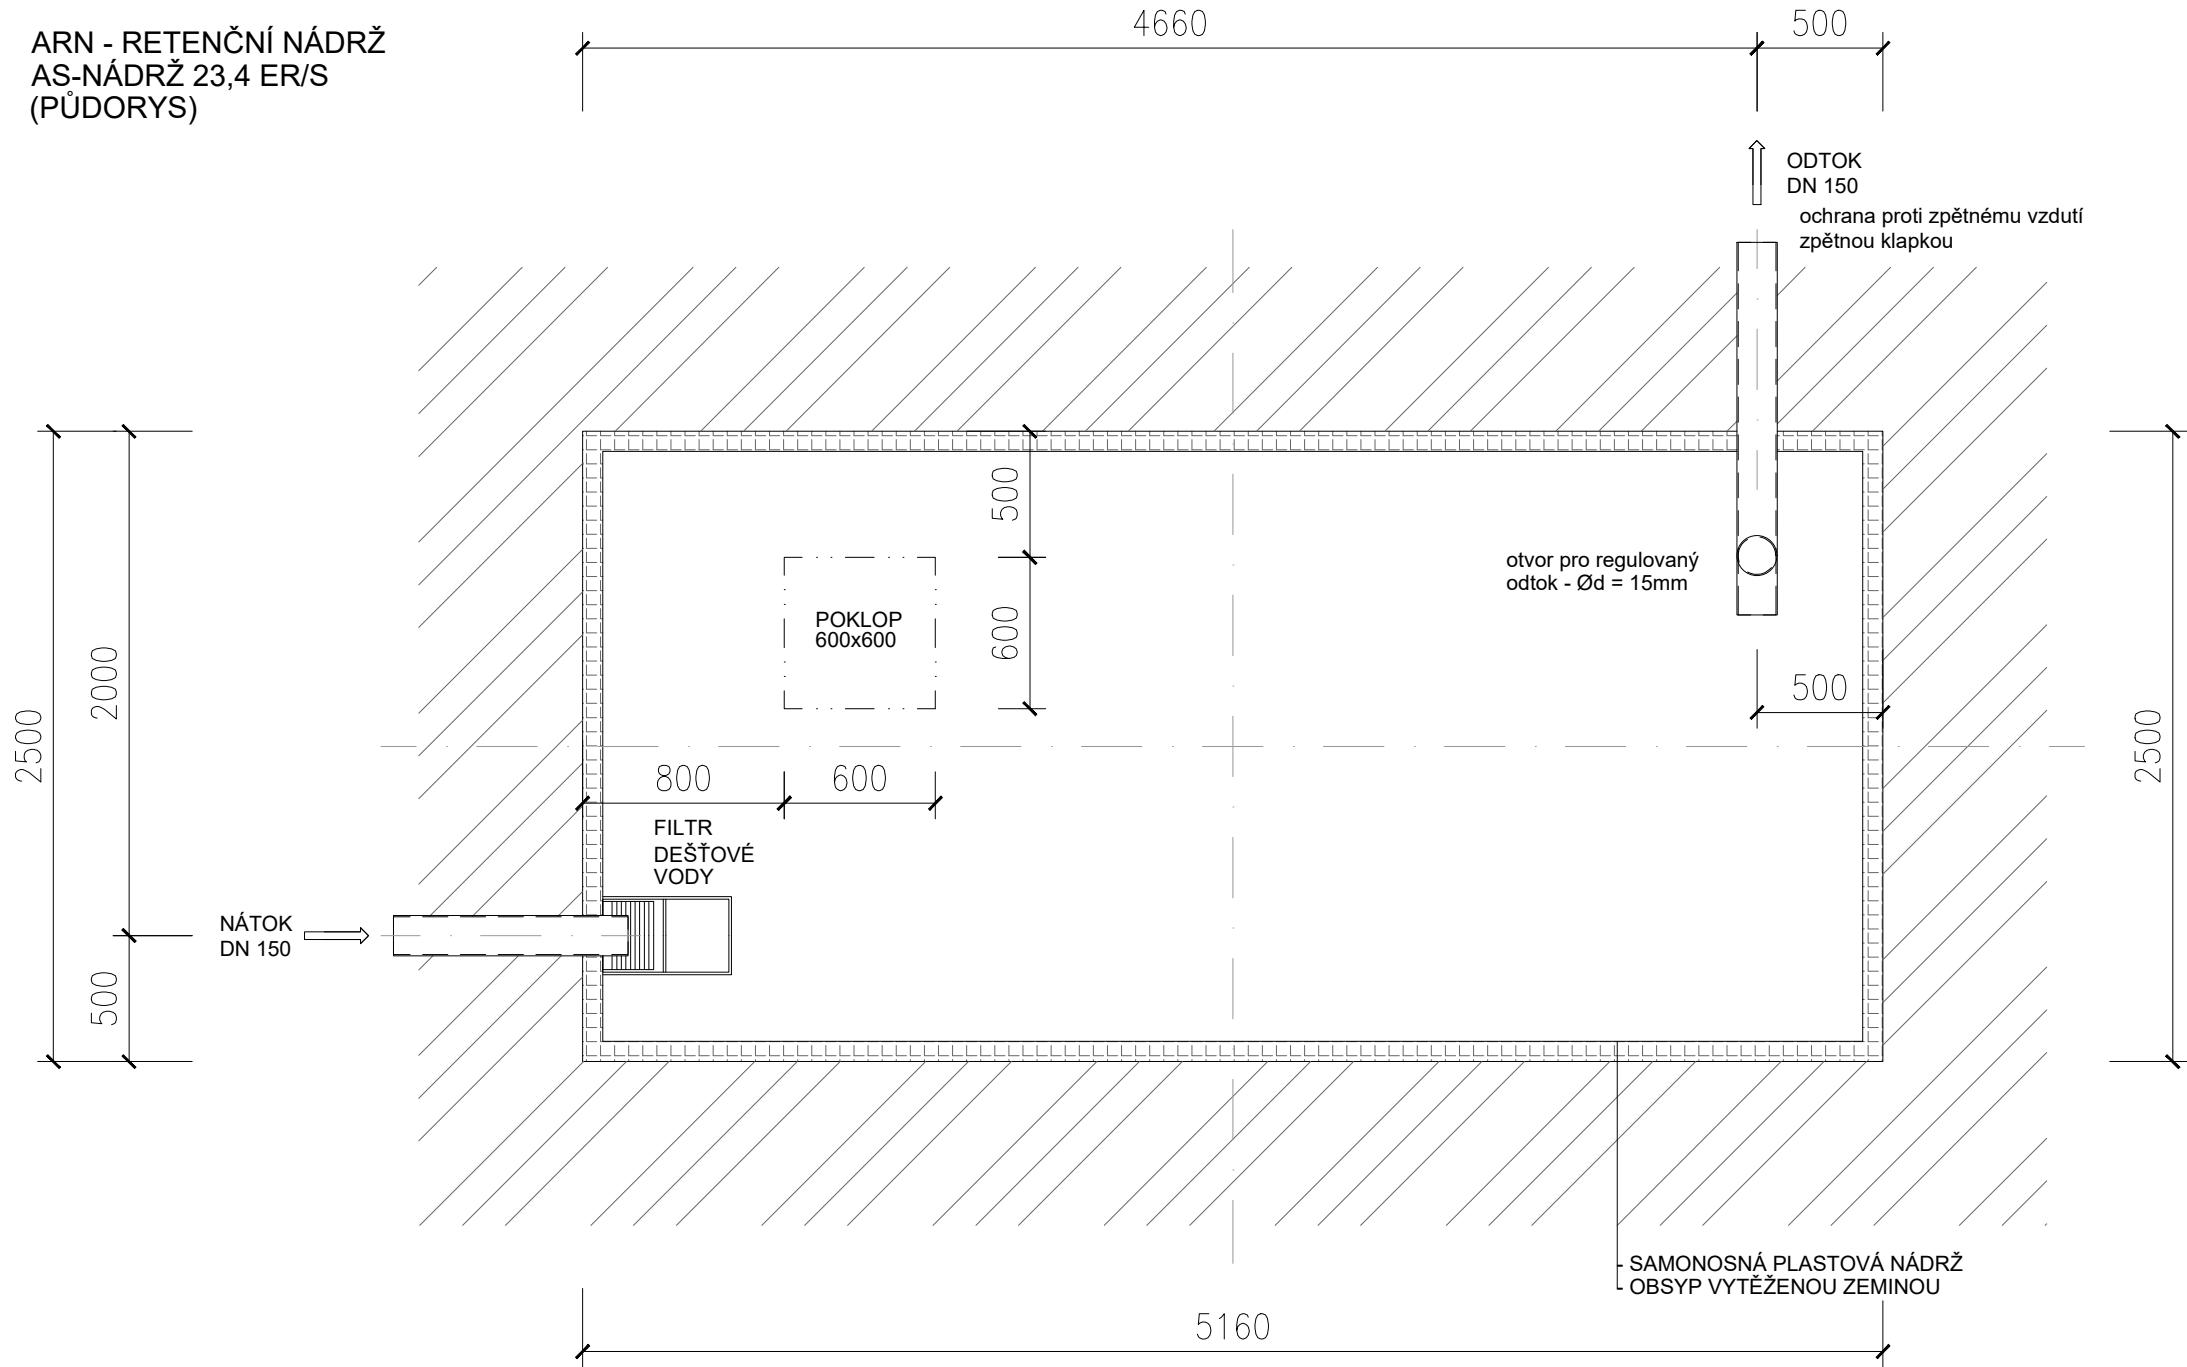 ARN - RETENČNÍ NÁDRŽ
AS-NÁDRŽ 23,4 ER/S
(PŮDORYS)
4660
500
ODTOK
DN 150
ochrana proti zpětnému vzdutí
zpětnou klapkou
500
otvor pro regulovaný
odtok - Ød = 15mm
POKLOP
600x600
600
2000
500
2500
2500
800
600
FILTR
DEŠŤOVÉ
VODY
NÁTOK
DN 150
500
- SAMONOSNÁ PLASTOVÁ NÁDRŽ
- OBSYP VYTĚŽENOU ZEMINOU
5160